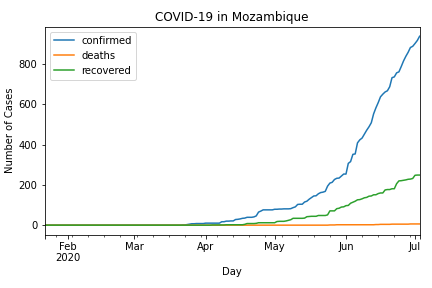 COVID-19 in Mozambique
confirmed
deaths
recovered
Number of Cases
800
600
400
200
0
Feb
2020
Mar
Apr
May
Jun
Jul
Day